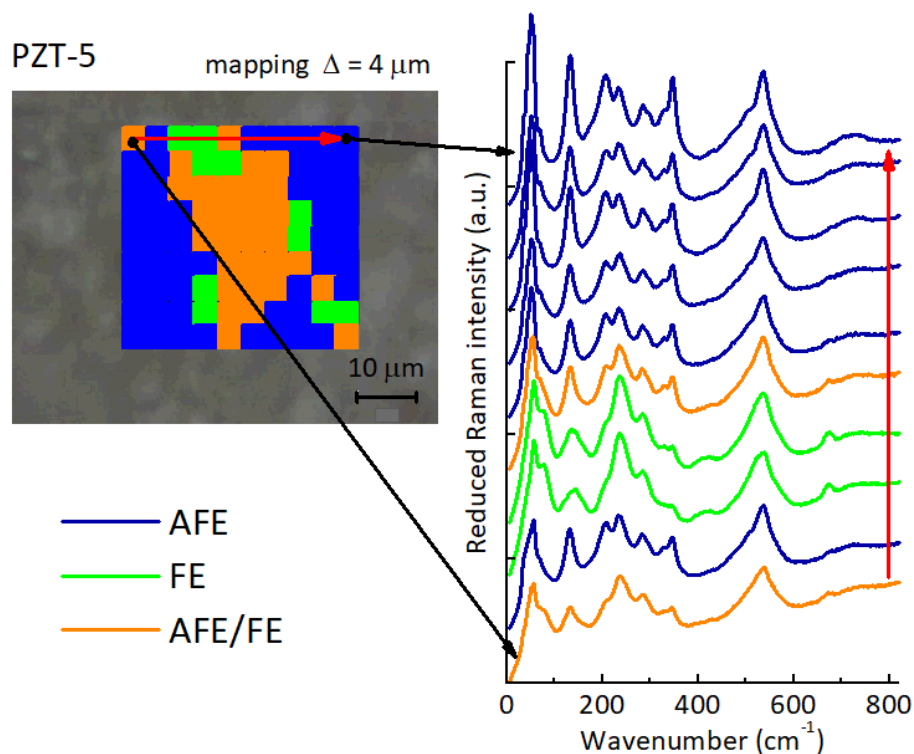 PZT-5
mapping Δ = 4 μm
10 μm
AFE
FE
AFE/FE
Reduced Raman intensity (a.u.)
0 200 400 600 800
Wavenumber (cm⁻¹)